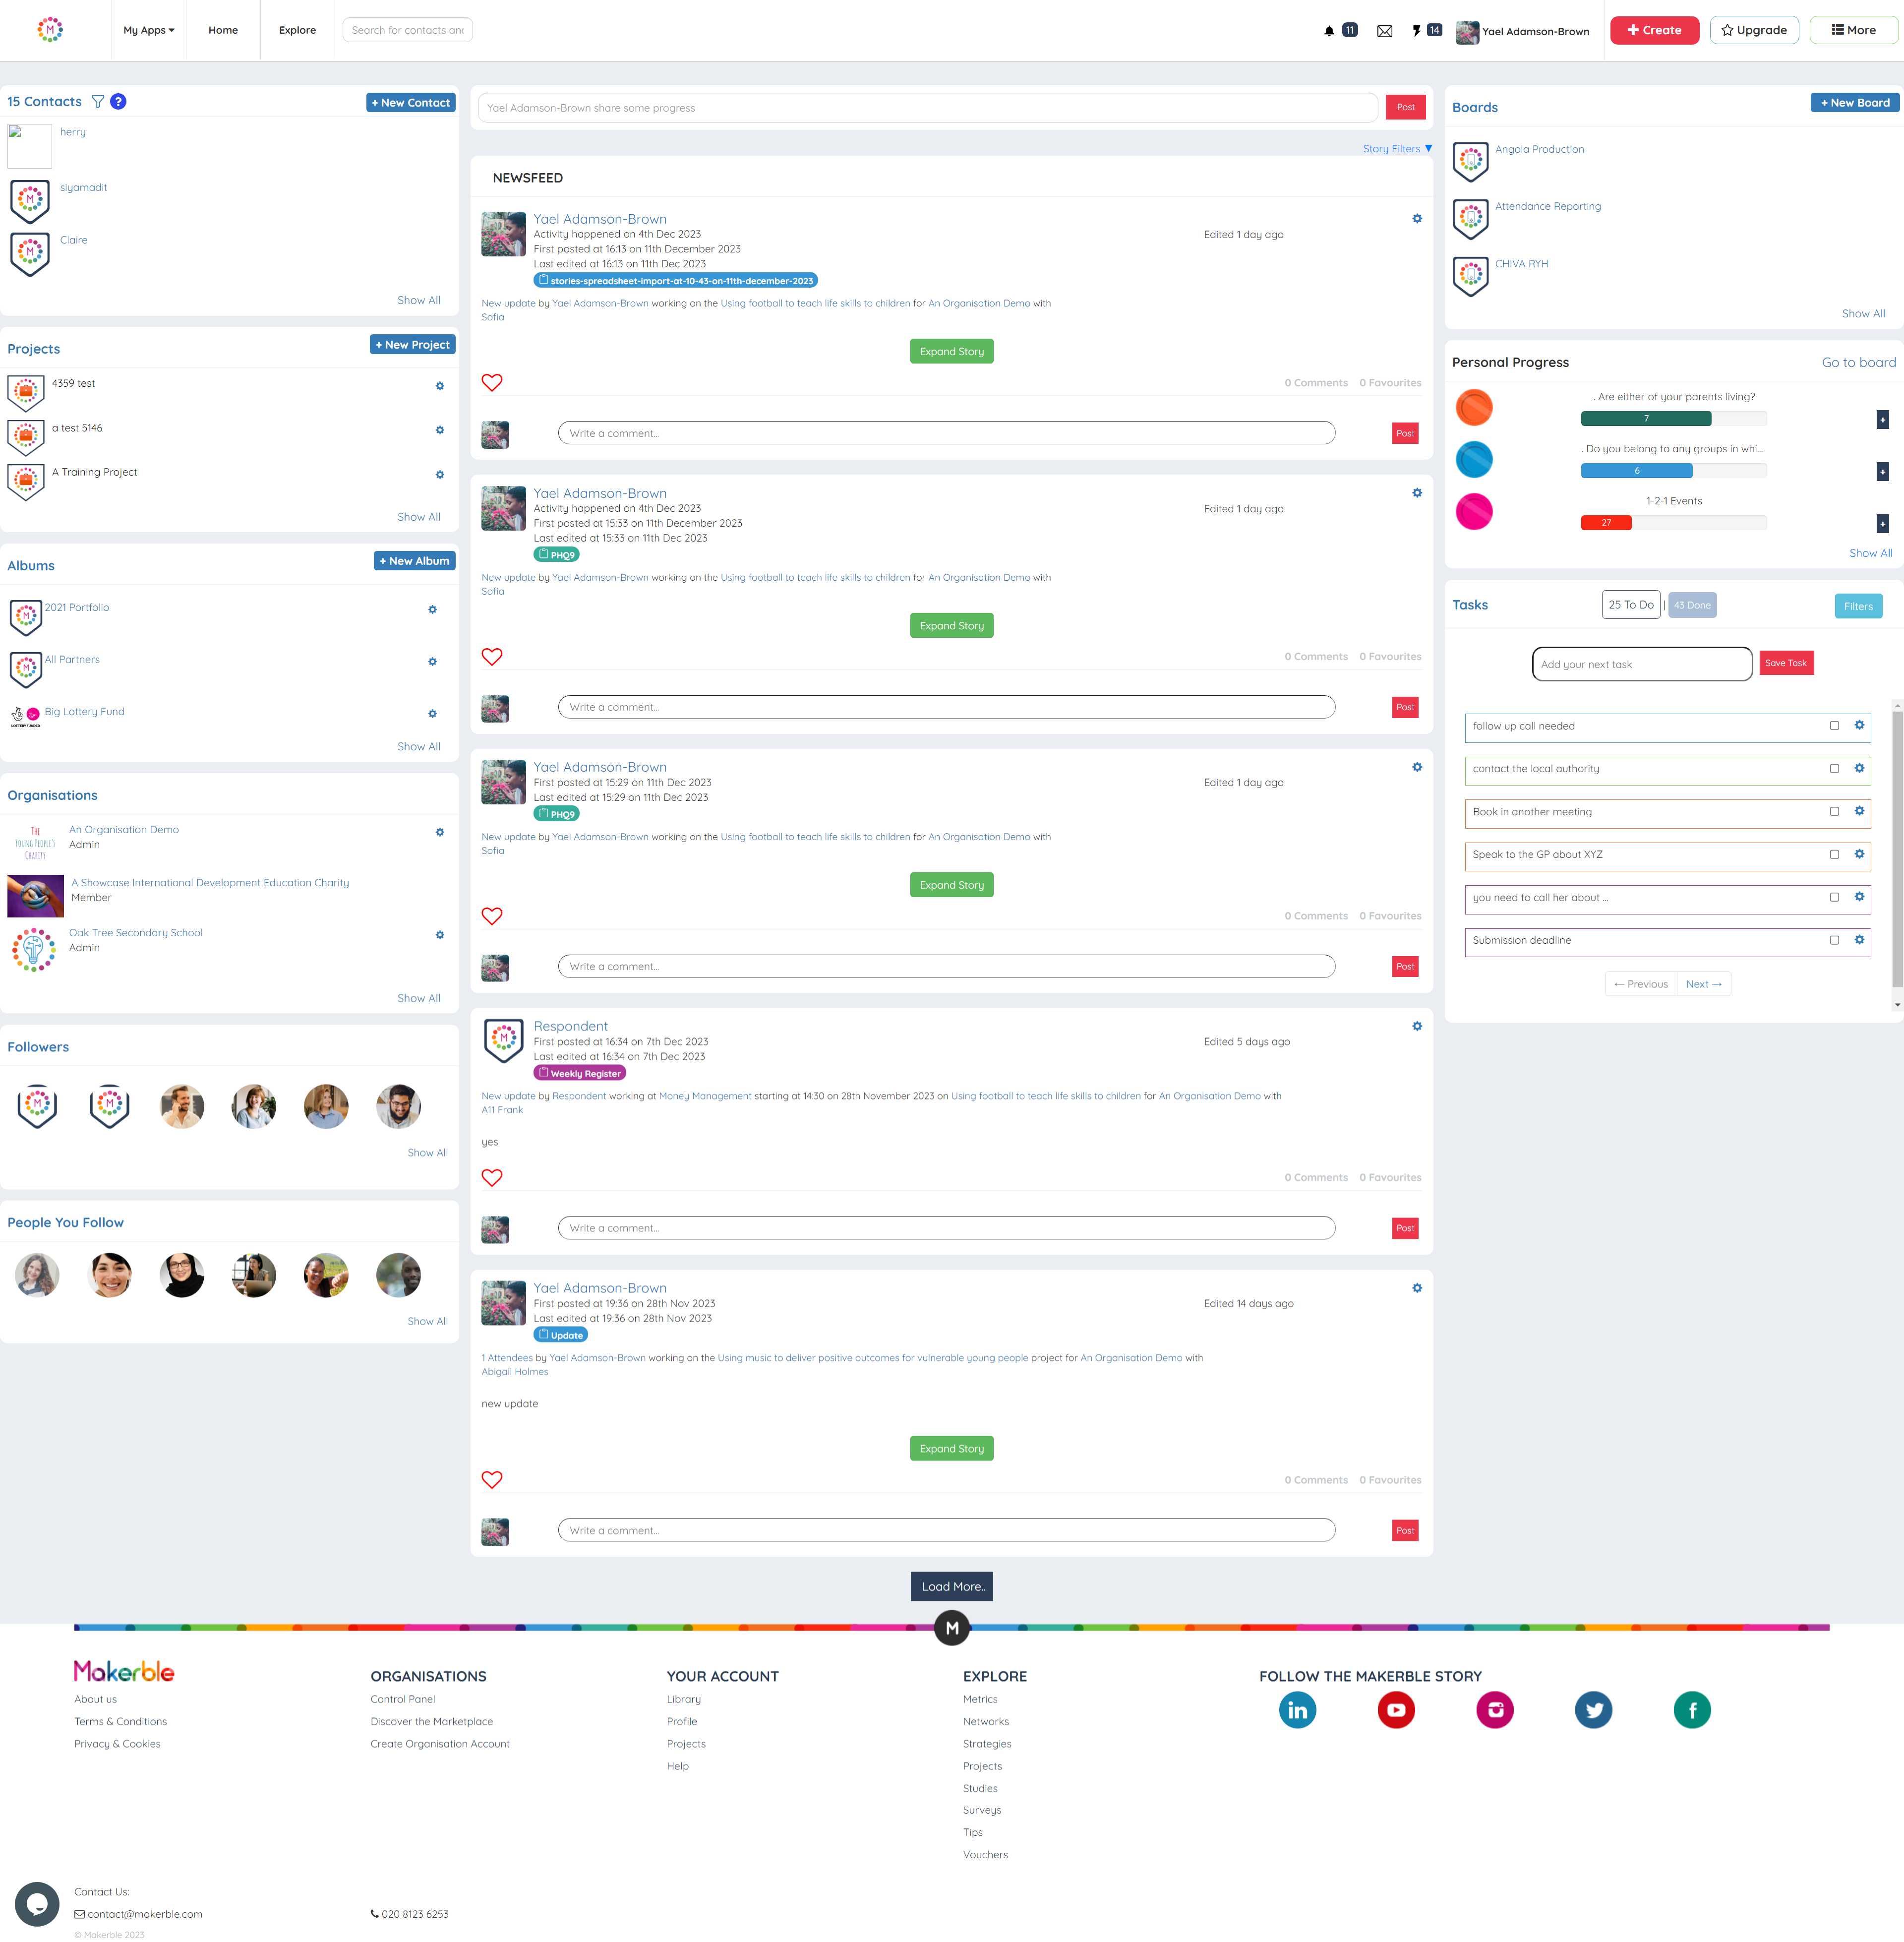 M
My Apps
Home
Explore
Search for contacts and
11
14
Yael Adamson-Brown
Create
Upgrade
More
15 Contacts
?
+ New Contact
herry
siyamadit
Claire
Show All
Projects
+ New Project
4359 test
a test 5146
A Training Project
Show All
Albums
+ New Album
2021 Portfolio
All Partners
Big Lottery Fund
LOTTERY FUNDED
Show All
Organisations
THE
YOUNG PEOPLE'S
CHARITY
An Organisation Demo
Admin
A Showcase International Development Education Charity
Member
Oak Tree Secondary School
Admin
Show All
Followers
Show All
People You Follow
Show All
Yael Adamson-Brown share some progress
Post
Story Filters ▼
NEWSFEED
Yael Adamson-Brown
Activity happened on 4th Dec 2023
Edited 1 day ago
First posted at 16:13 on 11th December 2023
Last edited at 16:13 on 11th Dec 2023
stories-spreadsheet-import-at-10-43-on-11th-december-2023
New update by Yael Adamson-Brown working on the Using football to teach life skills to children for An Organisation Demo with
Sofia
Expand Story
0 Comments 0 Favourites
Write a comment...
Post
Yael Adamson-Brown
Activity happened on 4th Dec 2023
Edited 1 day ago
First posted at 15:33 on 11th December 2023
Last edited at 15:33 on 11th Dec 2023
PHQ9
New update by Yael Adamson-Brown working on the Using football to teach life skills to children for An Organisation Demo with
Sofia
Expand Story
0 Comments 0 Favourites
Write a comment...
Post
Yael Adamson-Brown
First posted at 15:29 on 11th Dec 2023
Edited 1 day ago
Last edited at 15:29 on 11th Dec 2023
PHQ9
New update by Yael Adamson-Brown working on the Using football to teach life skills to children for An Organisation Demo with
Sofia
Expand Story
0 Comments 0 Favourites
Write a comment...
Post
Respondent
First posted at 16:34 on 7th Dec 2023
Edited 5 days ago
Last edited at 16:34 on 7th Dec 2023
Weekly Register
New update by Respondent working at Money Management starting at 14:30 on 28th November 2023 on Using football to teach life skills to children for An Organisation Demo with
A11 Frank
yes
0 Comments 0 Favourites
Write a comment...
Post
Yael Adamson-Brown
First posted at 19:36 on 28th Nov 2023
Edited 14 days ago
Last edited at 19:36 on 28th Nov 2023
Update
1 Attendees by Yael Adamson-Brown working on the Using music to deliver positive outcomes for vulnerable young people project for An Organisation Demo with
Abigail Holmes
new update
Expand Story
0 Comments 0 Favourites
Write a comment...
Post
Load More..
Boards
+ New Board
Angola Production
Attendance Reporting
CHIVA RYH
Show All
Personal Progress
Go to board
. Are either of your parents living?
7
+
. Do you belong to any groups in whi...
6
+
1-2-1 Events
27
+
Show All
Tasks
25 To Do | 43 Done
Filters
Add your next task
Save Task
follow up call needed
contact the local authority
Book in another meeting
Speak to the GP about XYZ
you need to call her about ...
Submission deadline
← Previous
Next →
M
Makerble
About us
Terms & Conditions
Privacy & Cookies
ORGANISATIONS
Control Panel
Discover the Marketplace
Create Organisation Account
YOUR ACCOUNT
Library
Profile
Projects
Help
EXPLORE
Metrics
Networks
Strategies
Projects
Studies
Surveys
Tips
Vouchers
FOLLOW THE MAKERBLE STORY
in
f
Contact Us:
contact@makerble.com
020 8123 6253
© Makerble 2023